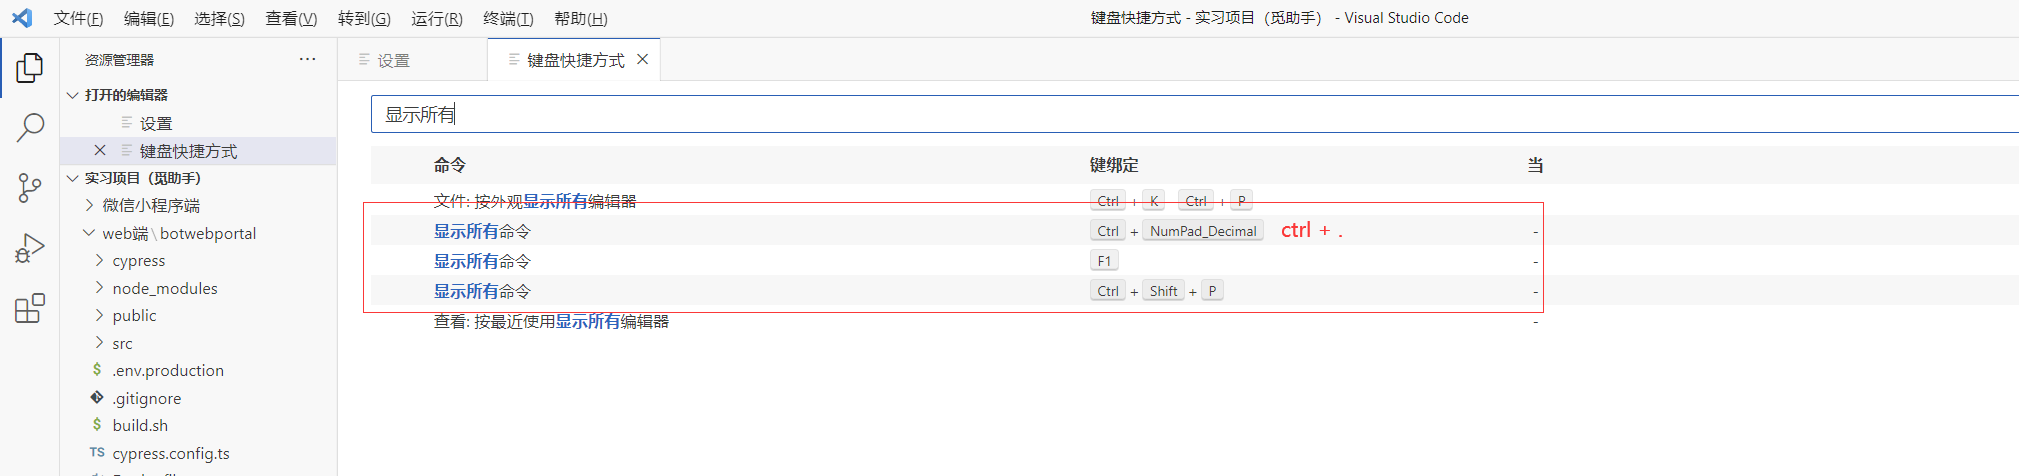 文件(F) 编辑(E) 选择(S) 查看(V) 转到(G) 运行(R) 终端(T) 帮助(H) 键盘快捷方式 - 实习项目（觅助手） - Visual Studio Code
资源管理器 ···
设置 键盘快捷方式
打开的编辑器
设置
键盘快捷方式
实习项目（觅助手）
微信小程序端
web端 \ botwebportal
cypress
node_modules
public
src
.env.production
.gitignore
build.sh
TS cypress.config.ts
显示所有
命令 键绑定 当
文件: 按外观显示所有编辑器 Ctrl + K Ctrl + P
显示所有命令 Ctrl + NumPad_Decimal ctrl + . -
显示所有命令 F1 -
显示所有命令 Ctrl + Shift + P -
查看: 按最近使用显示所有编辑器 -